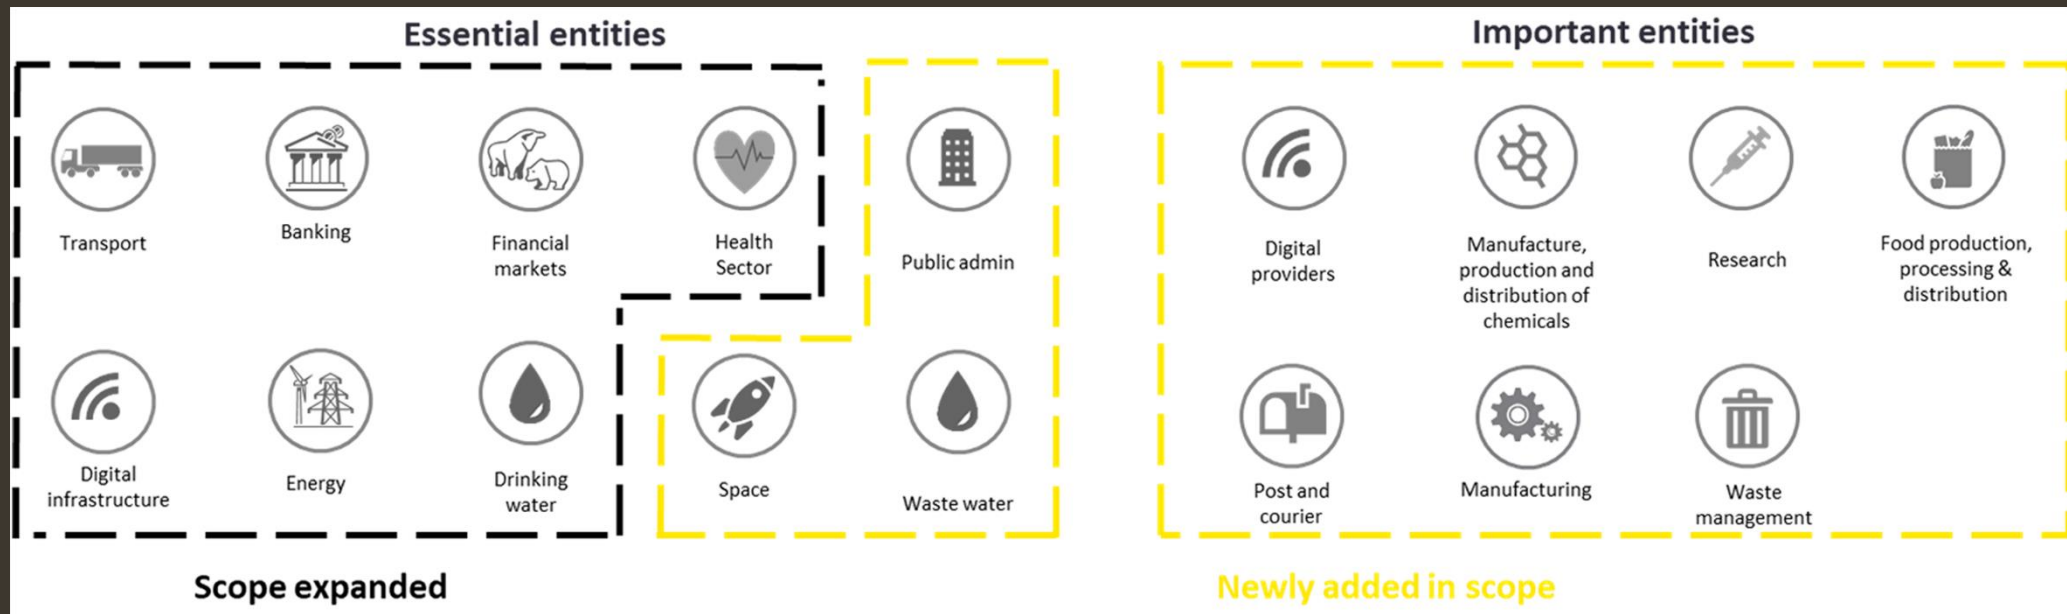 Essential entities
Important entities
Transport
Banking
Financial
markets
Health
Sector
Public admin
Digital
providers
Manufacture,
production and
distribution of
chemicals
Research
Food production,
processing &
distribution
Digital
infrastructure
Energy
Drinking
water
Space
Waste water
Post and
courier
Manufacturing
Waste
management
Scope expanded
Newly added in scope